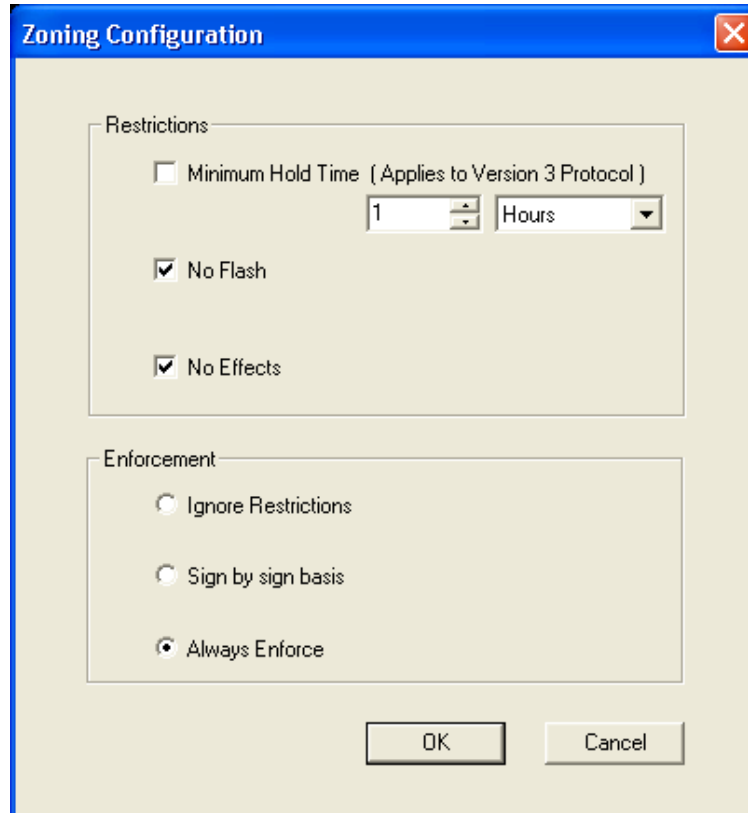 Zoning Configuration
Restrictions
Minimum Hold Time ( Applies to Version 3 Protocol )
1 Hours
No Flash
No Effects
Enforcement
Ignore Restrictions
Sign by sign basis
Always Enforce
OK Cancel